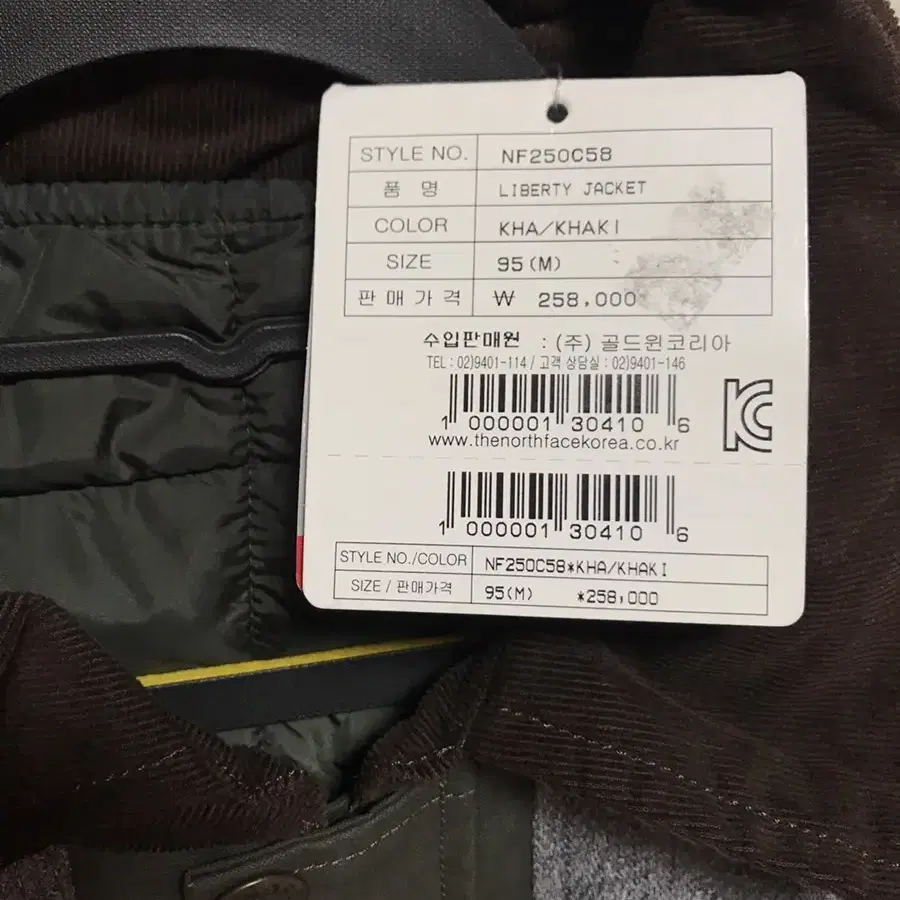 STYLE NO. NF250C58
품 명 LIBERTY JACKET
COLOR KHA/KHAKI
SIZE 95(M)
판 매 가 격 ₩ 258,000
수입판매원 : (주) 골드윈코리아
TEL : 02)9401-114 / 고객 상담실 : 02)9401-146
1 000001 30410 6
www.thenorthfacekorea.co.kr
1 000001 30410 6
STYLE NO./COLOR NF250C58*KHA/KHAKI
SIZE / 판매가격 95(M) *258,000